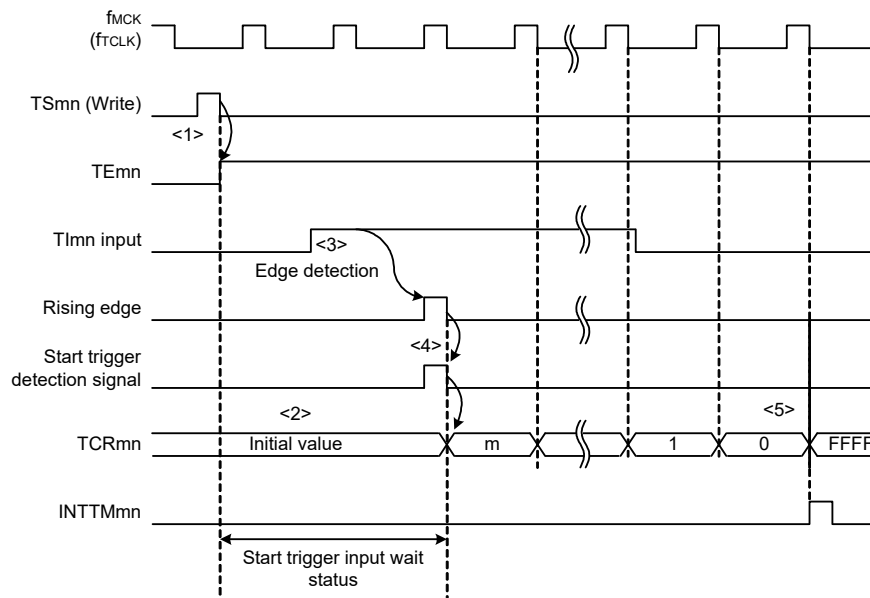 fMCK
(fTCLK)
TSmn (Write)
<1>
TEmn
TImn input
<3>
Edge detection
Rising edge
<4>
Start trigger
detection signal
<2>
<5>
TCRmn
Initial value
m
1
0
FFFF
INTTMmn
Start trigger input wait
status